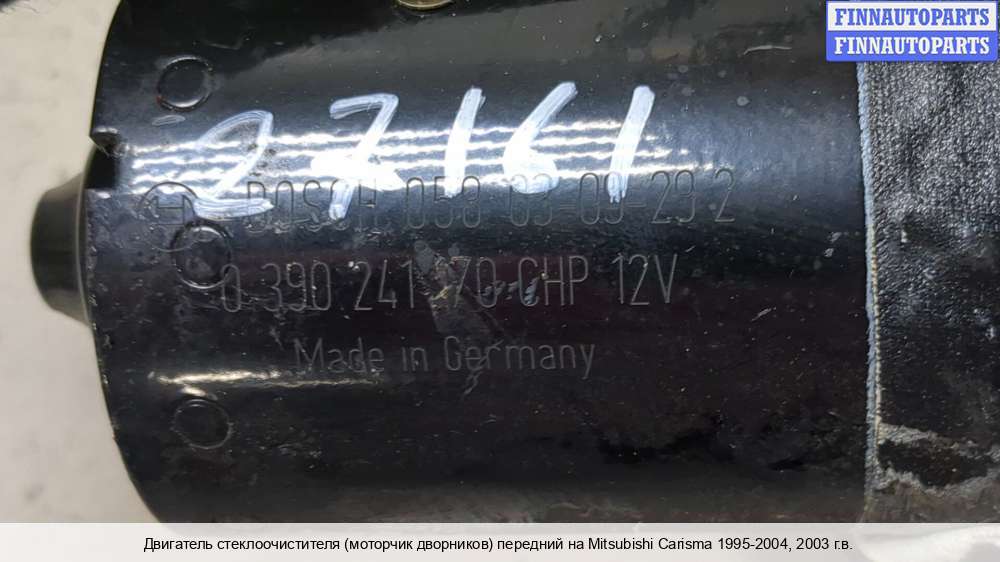 FINNAUTOPARTS
FINNAUTOPARTS
27161
BOSCH 058 03-09-29 2
0 390 241 CHP 12V
Made in Germany
Двигатель стеклоочистителя (моторчик дворников) передний на Mitsubishi Carisma 1995-2004, 2003 г.в.